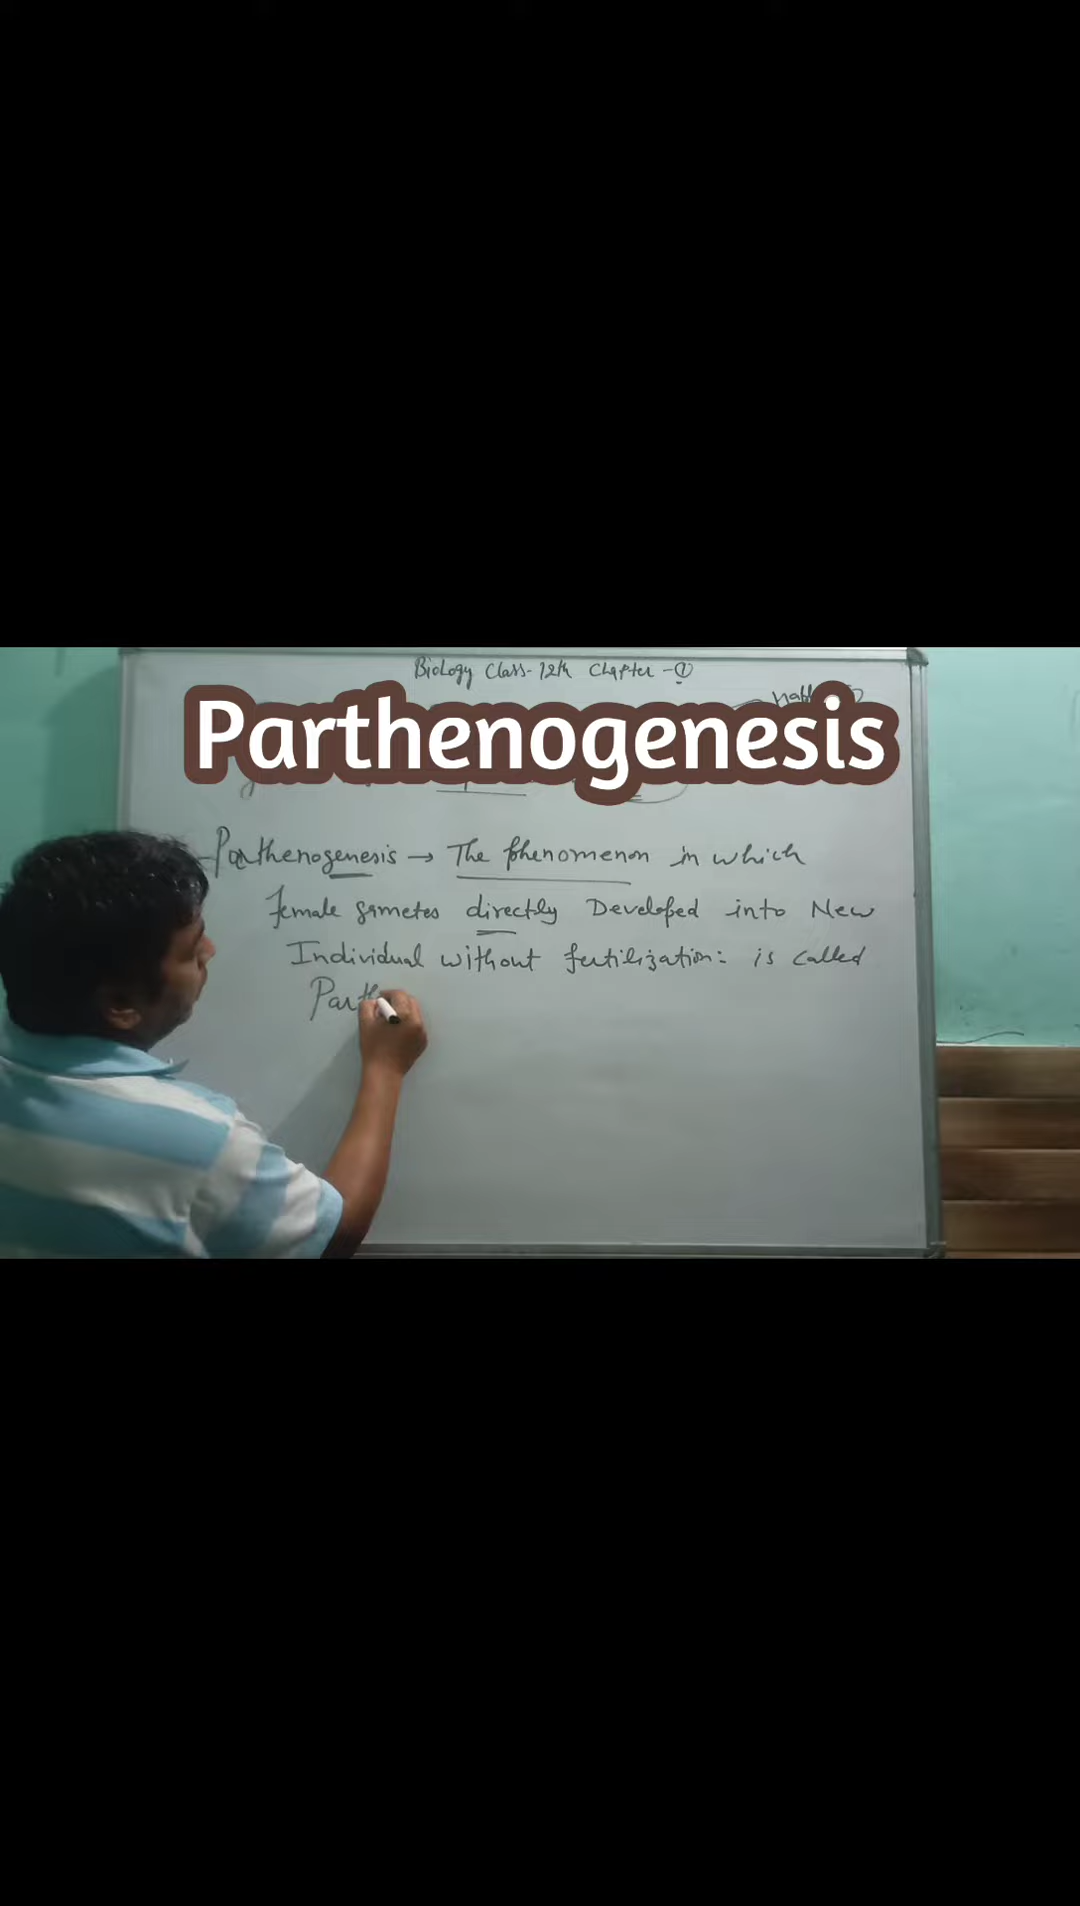 Biology Class-12th Chapter-①
Parthenogenesis
Parthenogenesis → The phenomenon in which
Female gametes directly Developed into New
Individual without fertilization: is called
Parth